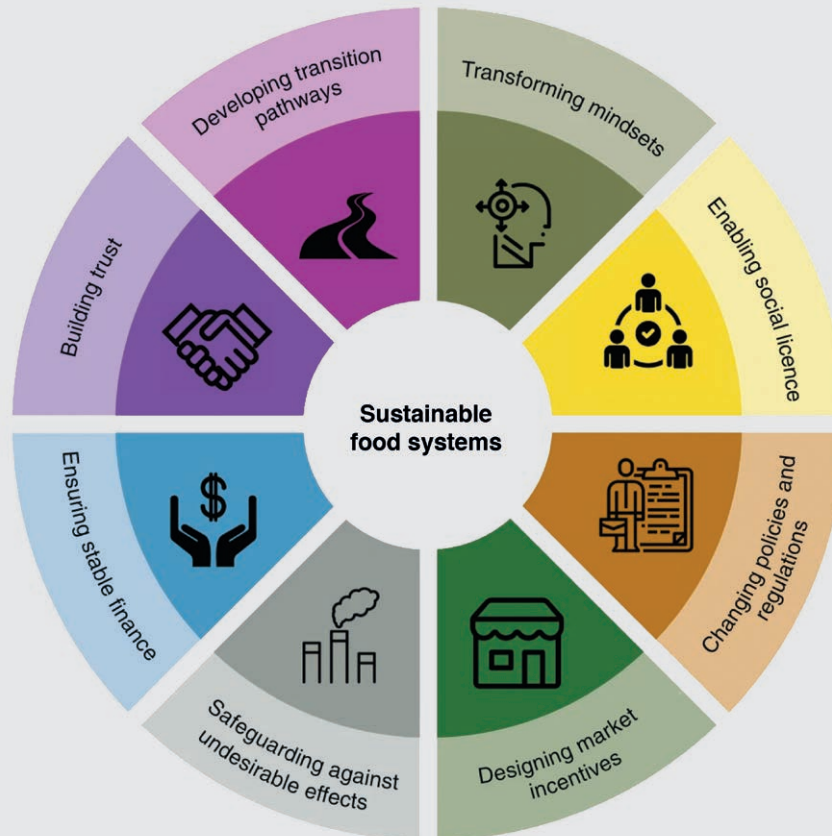 Developing transition
pathways
Transforming mindsets
Enabling social licence
Changing policies and
regulations
Designing market
incentives
Safeguarding against
undesirable effects
Ensuring stable finance
Building trust
Sustainable
food systems
$